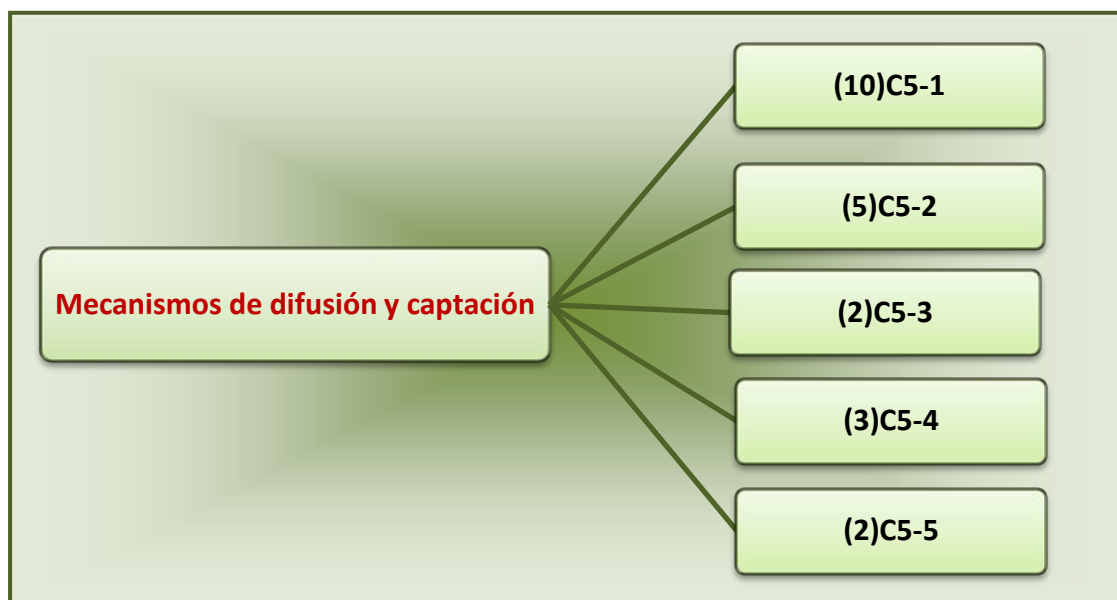 (10)C5-1
(5)C5-2
Mecanismos de difusión y captación
(2)C5-3
(3)C5-4
(2)C5-5